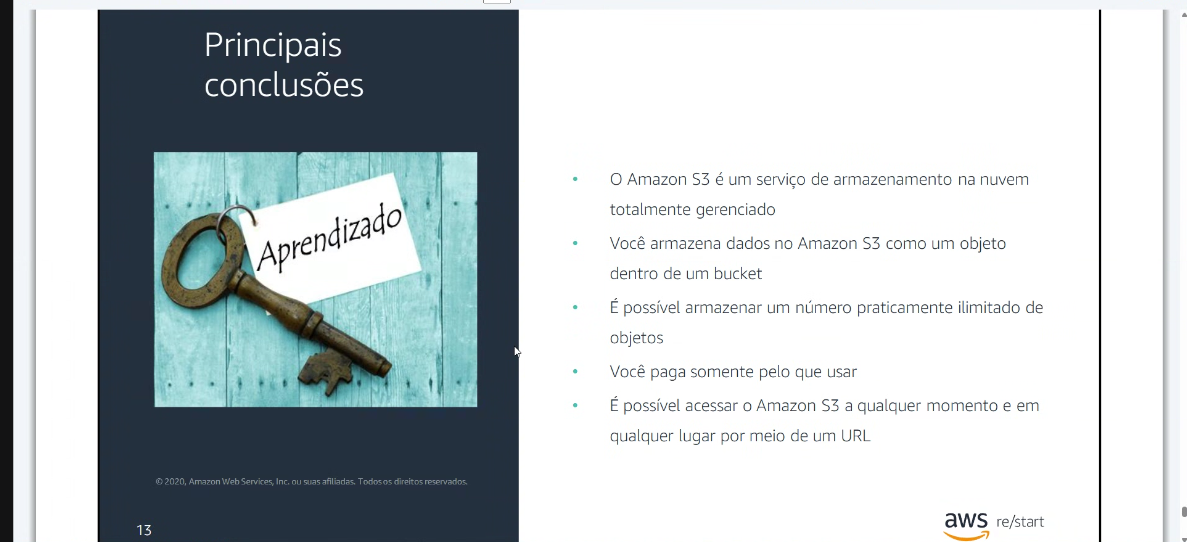 Principais
conclusões
Aprendizado
© 2020, Amazon Web Services, Inc. ou suas afiliadas. Todos os direitos reservados.
13
• O Amazon S3 é um serviço de armazenamento na nuvem
totalmente gerenciado
• Você armazena dados no Amazon S3 como um objeto
dentro de um bucket
• É possível armazenar um número praticamente ilimitado de
objetos
• Você paga somente pelo que usar
• É possível acessar o Amazon S3 a qualquer momento e em
qualquer lugar por meio de um URL
aws re/start